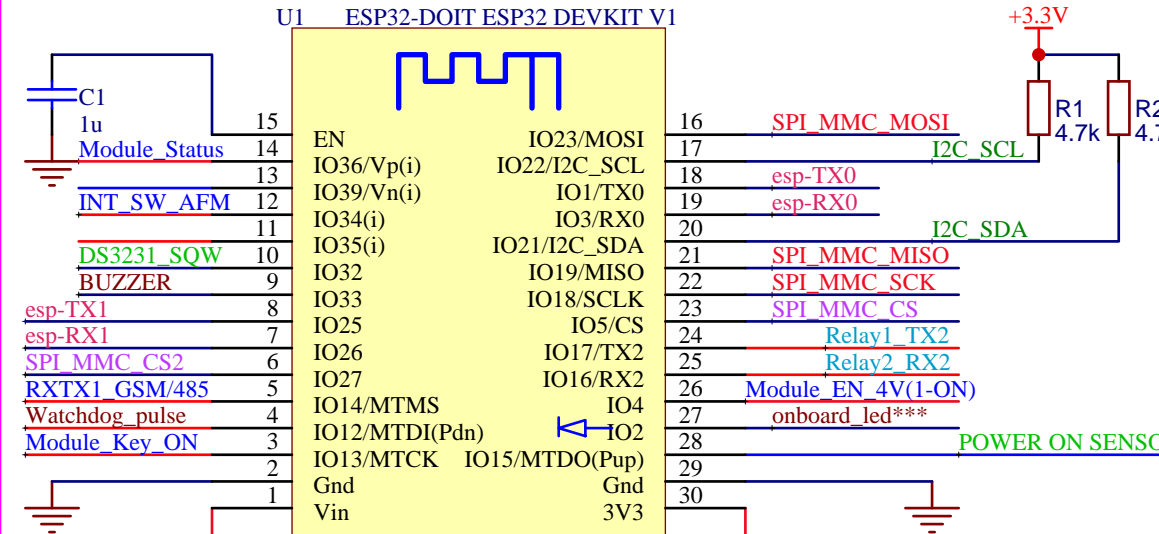 U1 ESP32-DOIT ESP32 DEVKIT V1
+3.3V
C1
1u
R1
4.7k
R2
4.7
15 EN IO23/MOSI 16 SPI_MMC_MOSI
Module_Status 14 IO36/Vp(i) IO22/I2C_SCL 17 I2C_SCL
13 IO39/Vn(i) IO1/TX0 18 esp-TX0
INT_SW_AFM 12 IO34(i) IO3/RX0 19 esp-RX0
11 IO35(i) IO21/I2C_SDA 20 I2C_SDA
DS3231_SQW 10 IO32 IO19/MISO 21 SPI_MMC_MISO
BUZZER 9 IO33 IO18/SCLK 22 SPI_MMC_SCK
esp-TX1 8 IO25 IO5/CS 23 SPI_MMC_CS
esp-RX1 7 IO26 IO17/TX2 24 Relay1_TX2
SPI_MMC_CS2 6 IO27 IO16/RX2 25 Relay2_RX2
RXTX1_GSM/485 5 IO14/MTMS IO4 26 Module_EN_4V(1-ON)
Watchdog_pulse 4 IO12/MTDI(Pdn) IO2 27 onboard_led***
Module_Key_ON 3 IO13/MTCK IO15/MTDO(Pup) 28 POWER ON SENSO
2 Gnd Gnd 29
1 Vin 3V3 30